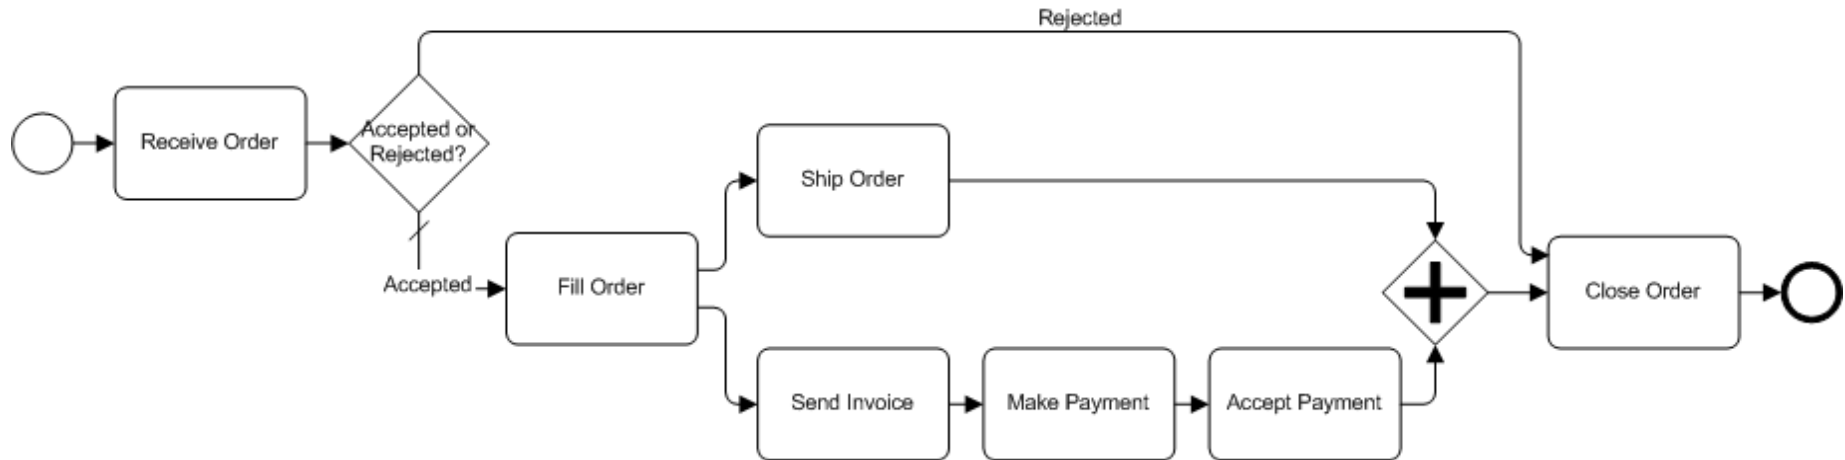 Rejected
Receive Order
Accepted or
Rejected?
Ship Order
Accepted
Fill Order
Close Order
Send Invoice
Make Payment
Accept Payment